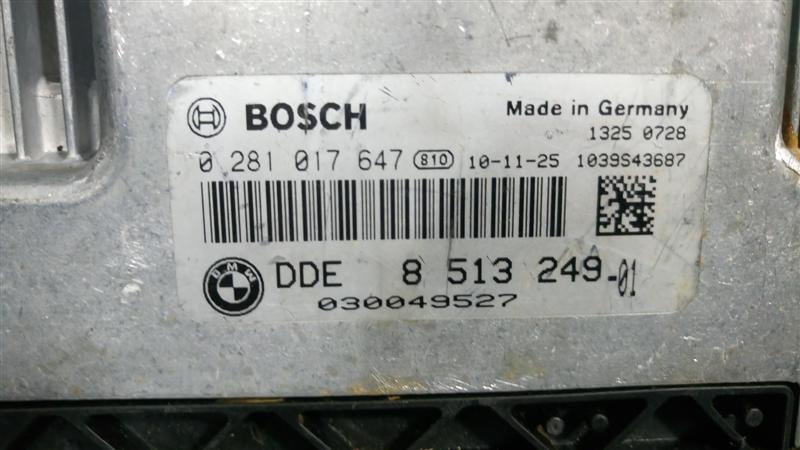 BOSCH Made in Germany
1325 0728
0 281 017 647 810 10-11-25 1039S43687
BMW DDE 8 513 249-01
030049527